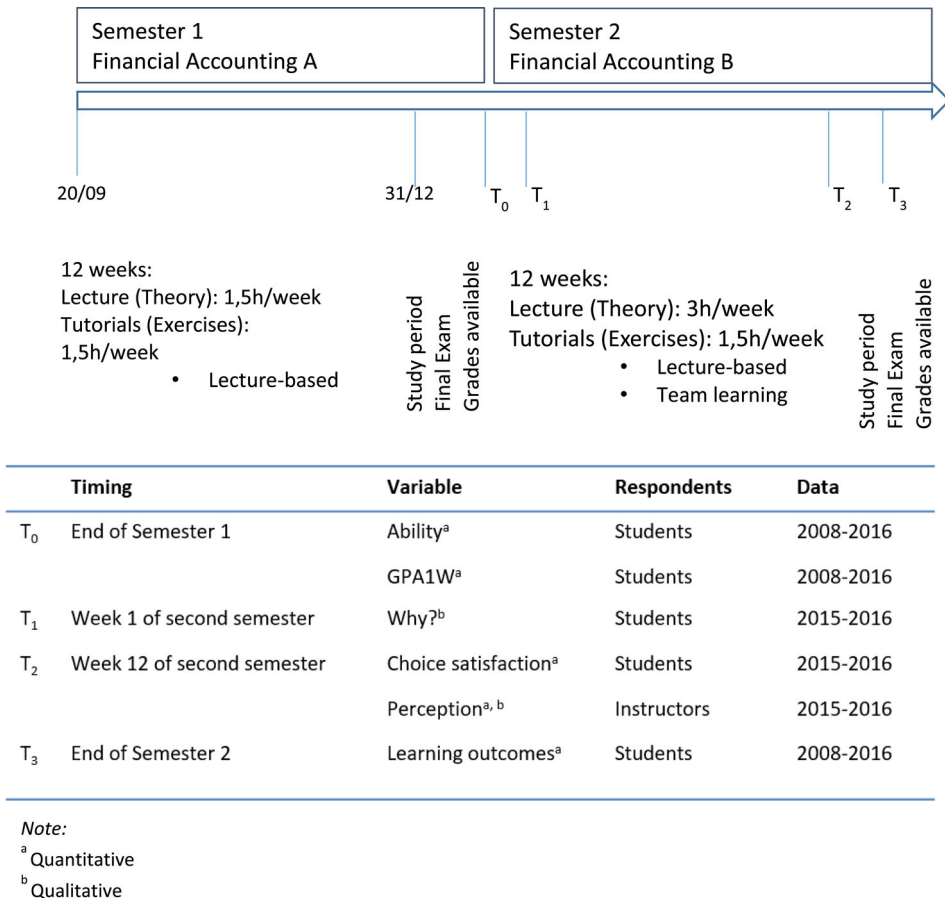 Semester 1
Financial Accounting A
Semester 2
Financial Accounting B
20/09
31/12
T0
T1
T2
T3
12 weeks:
Lecture (Theory): 1,5h/week
Tutorials (Exercises):
1,5h/week
• Lecture-based
Study period
Final Exam
Grades available
12 weeks:
Lecture (Theory): 3h/week
Tutorials (Exercises): 1,5h/week
• Lecture-based
• Team learning
Study period
Final Exam
Grades available
Timing Variable Respondents Data
T0 End of Semester 1 Abilityᵃ Students 2008-2016
GPA1Wᵃ Students 2008-2016
T1 Week 1 of second semester Why?ᵇ Students 2015-2016
T2 Week 12 of second semester Choice satisfactionᵃ Students 2015-2016
Perceptionᵃ, ᵇ Instructors 2015-2016
T3 End of Semester 2 Learning outcomesᵃ Students 2008-2016
Note:
ᵃ Quantitative
ᵇ Qualitative